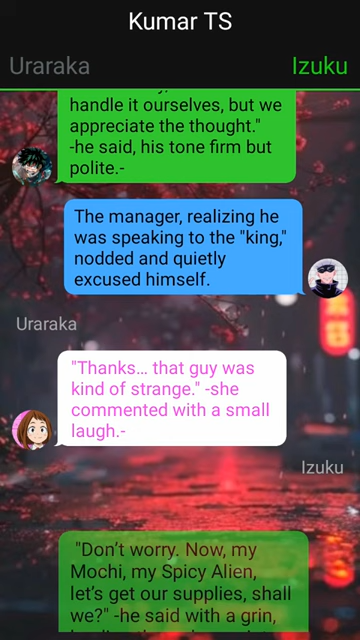 Kumar TS
Uraraka
Izuku
handle it ourselves, but we
appreciate the thought."
-he said, his tone firm but
polite.-
The manager, realizing he
was speaking to the "king,"
nodded and quietly
excused himself.
Uraraka
"Thanks… that guy was
kind of strange." -she
commented with a small
laugh.-
Izuku
"Don’t worry. Now, my
Mochi, my Spicy Alien,
let’s get our supplies, shall
we?" -he said with a grin,